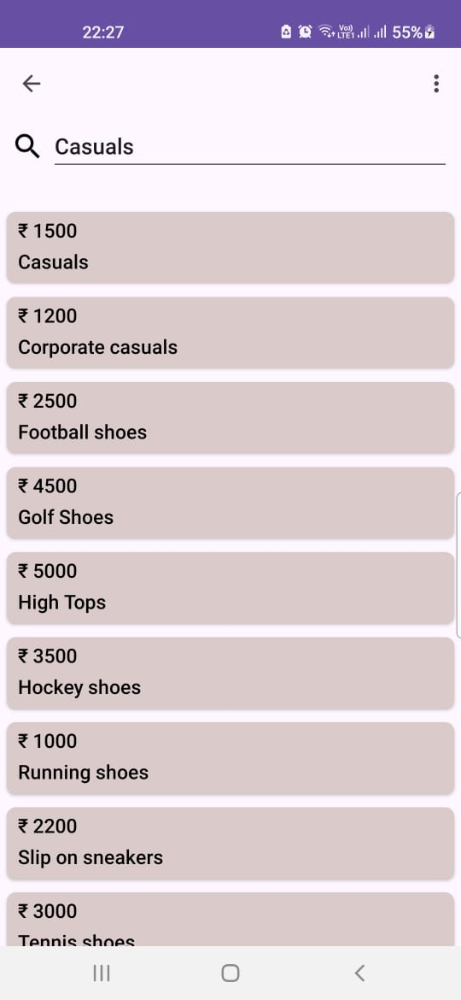 22:27
Vo)) LTE1 55%
Casuals
₹ 1500
Casuals
₹ 1200
Corporate casuals
₹ 2500
Football shoes
₹ 4500
Golf Shoes
₹ 5000
High Tops
₹ 3500
Hockey shoes
₹ 1000
Running shoes
₹ 2200
Slip on sneakers
₹ 3000
Tennis shoes